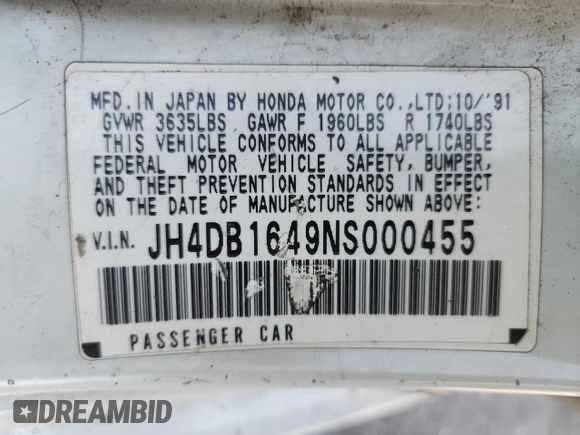 MFD. IN JAPAN BY HONDA MOTOR CO.,LTD:10/'91
GVWR 3635LBS GAWR F 1960LBS R 1740LBS
THIS VEHICLE CONFORMS TO ALL APPLICABLE
FEDERAL MOTOR VEHICLE SAFETY, BUMPER,
AND THEFT PREVENTION STANDARDS IN EFFECT
ON THE DATE OF MANUFACTURE SHOWN ABOVE:
V.I.N. JH4DB1649NS000455
PASSENGER CAR
DREAMBID